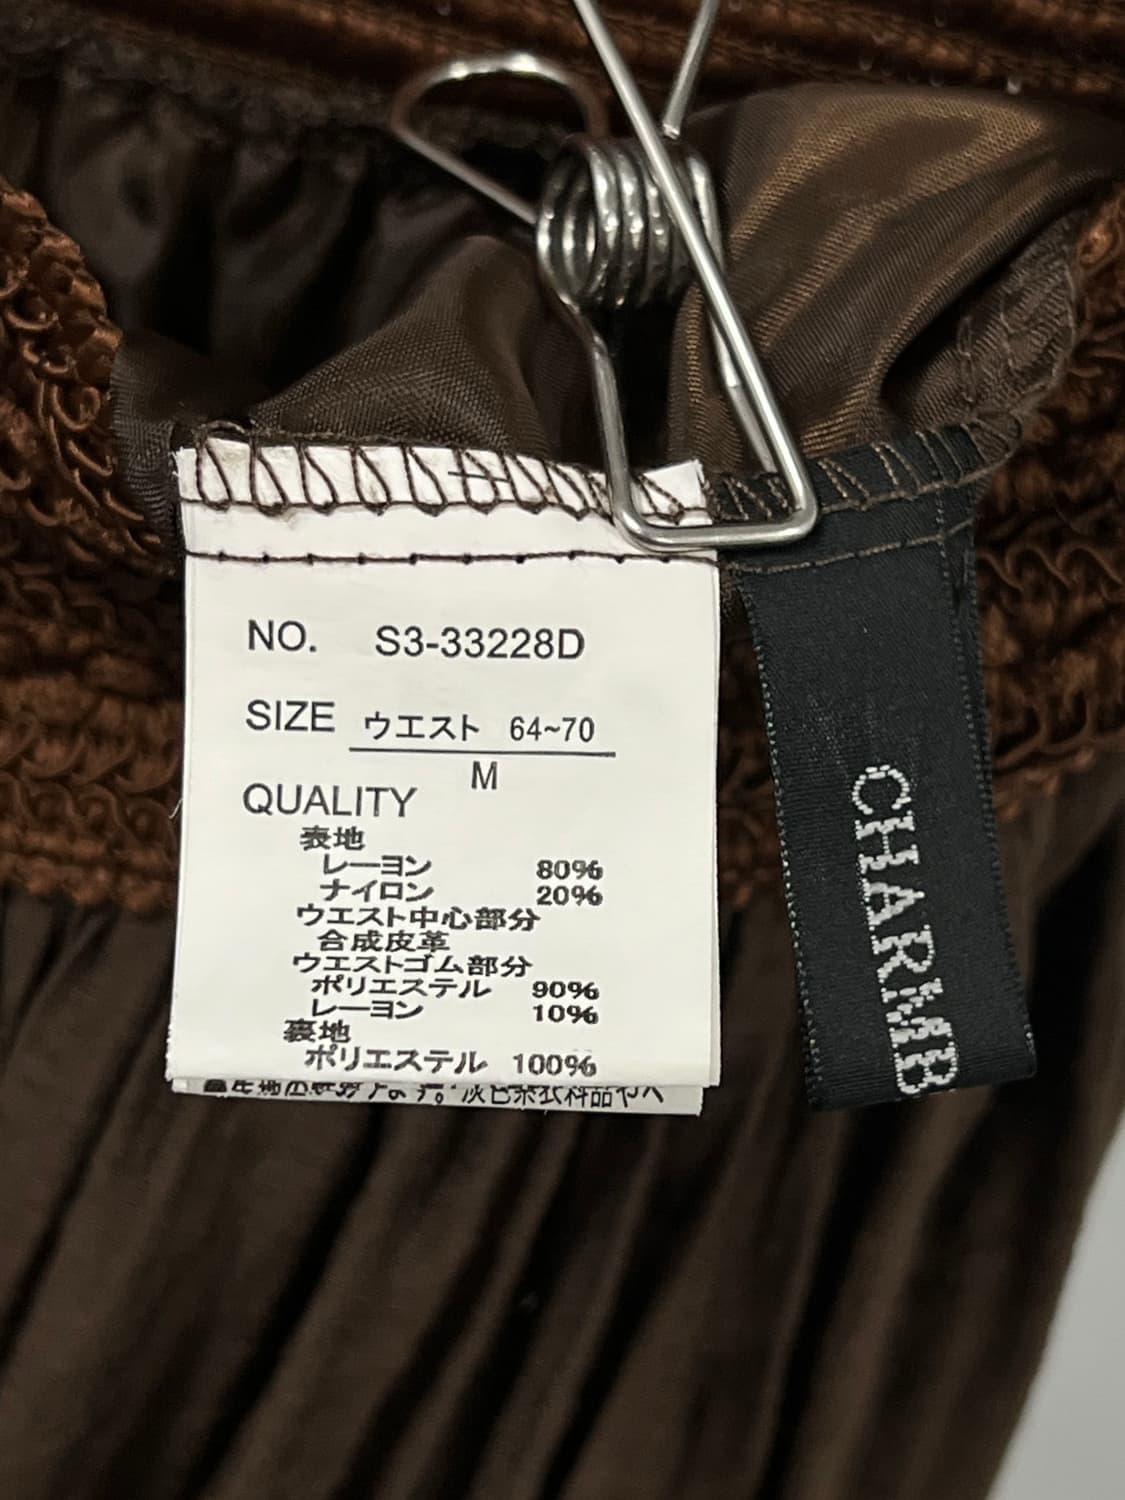 NO. S3-33228D
SIZE ウエスト 64~70
M
QUALITY
表地
レーヨン 80%
ナイロン 20%
ウエスト中心部分
合成皮革
ウエストゴム部分
ポリエステル 90%
レーヨン 10%
裏地
ポリエステル 100%
CHARMB